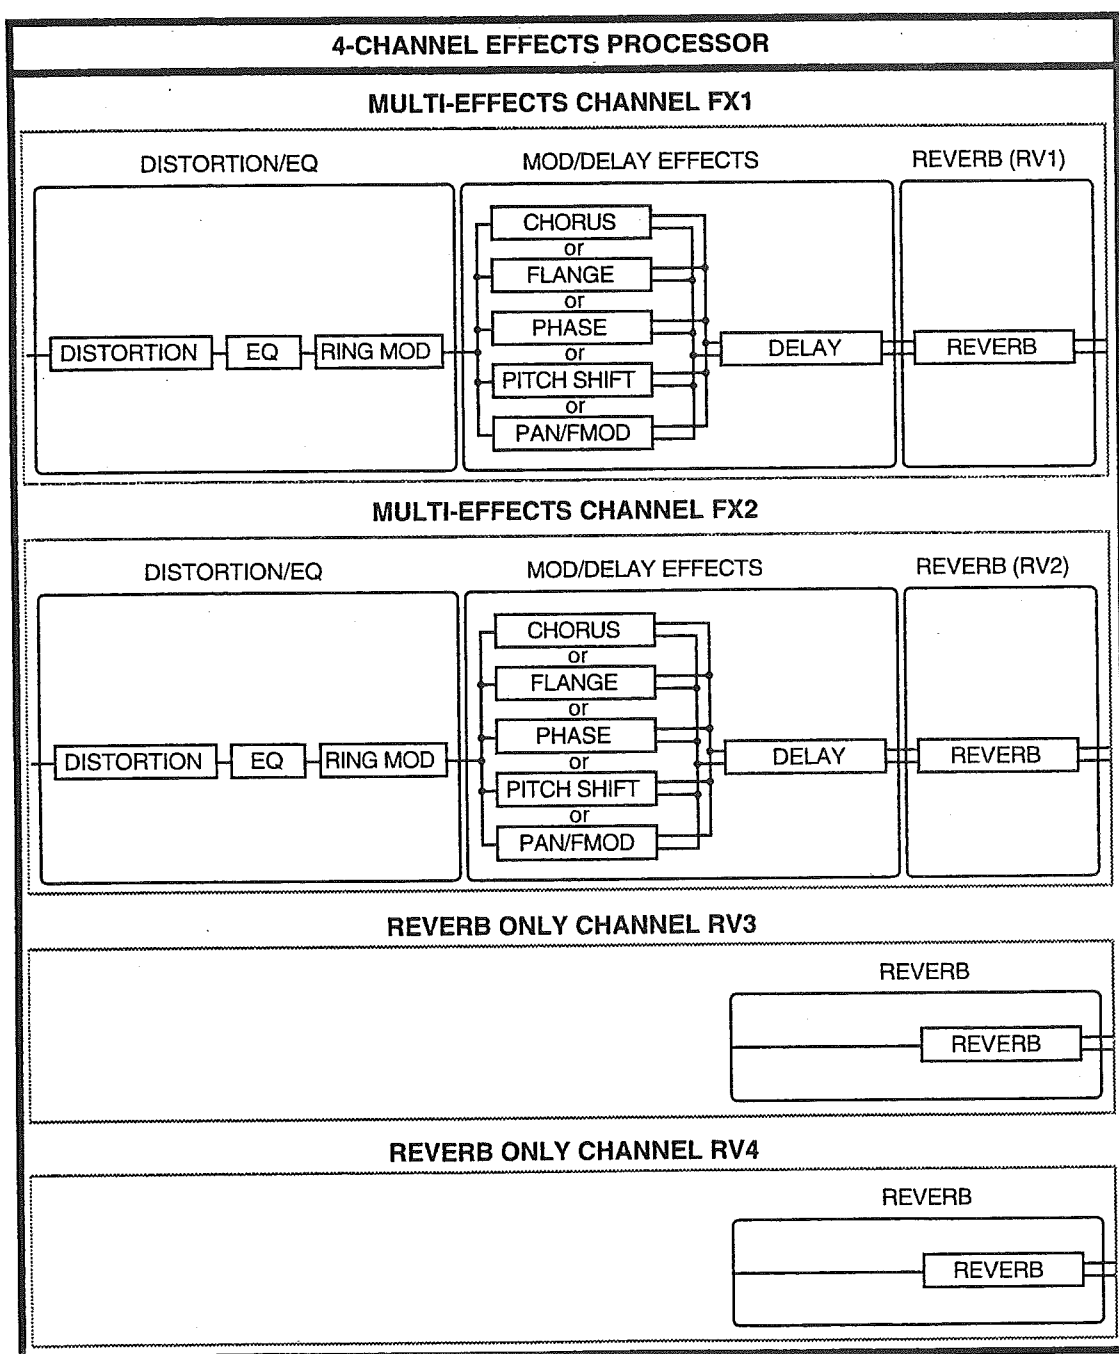 4-CHANNEL EFFECTS PROCESSOR
MULTI-EFFECTS CHANNEL FX1
DISTORTION/EQ
MOD/DELAY EFFECTS
REVERB (RV1)
CHORUS
or
FLANGE
or
PHASE
or
PITCH SHIFT
or
PAN/FMOD
DISTORTION
EQ
RING MOD
DELAY
REVERB
MULTI-EFFECTS CHANNEL FX2
DISTORTION/EQ
MOD/DELAY EFFECTS
REVERB (RV2)
CHORUS
or
FLANGE
or
PHASE
or
PITCH SHIFT
or
PAN/FMOD
DISTORTION
EQ
RING MOD
DELAY
REVERB
REVERB ONLY CHANNEL RV3
REVERB
REVERB
REVERB ONLY CHANNEL RV4
REVERB
REVERB